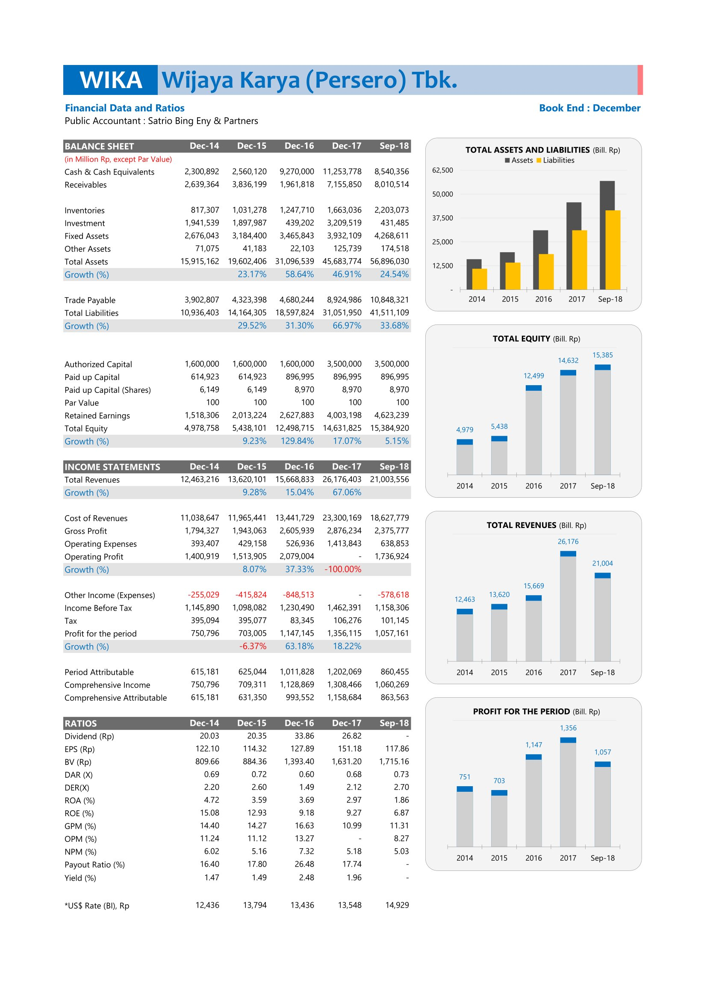 WIKA Wijaya Karya (Persero) Tbk.
Financial Data and Ratios Book End : December
Public Accountant : Satrio Bing Eny & Partners
BALANCE SHEET Dec-14 Dec-15 Dec-16 Dec-17 Sep-18
(in Million Rp, except Par Value)
Cash & Cash Equivalents 2,300,892 2,560,120 9,270,000 11,253,778 8,540,356
Receivables 2,639,364 3,836,199 1,961,818 7,155,850 8,010,514
Inventories 817,307 1,031,278 1,247,710 1,663,036 2,203,073
Investment 1,941,539 1,897,987 439,202 3,209,519 431,485
Fixed Assets 2,676,043 3,184,400 3,465,843 3,932,109 4,268,611
Other Assets 71,075 41,183 22,103 125,739 174,518
Total Assets 15,915,162 19,602,406 31,096,539 45,683,774 56,896,030
Growth (%) 23.17% 58.64% 46.91% 24.54%
Trade Payable 3,902,807 4,323,398 4,680,244 8,924,986 10,848,321
Total Liabilities 10,936,403 14,164,305 18,597,824 31,051,950 41,511,109
Growth (%) 29.52% 31.30% 66.97% 33.68%
Authorized Capital 1,600,000 1,600,000 1,600,000 3,500,000 3,500,000
Paid up Capital 614,923 614,923 896,995 896,995 896,995
Paid up Capital (Shares) 6,149 6,149 8,970 8,970 8,970
Par Value 100 100 100 100 100
Retained Earnings 1,518,306 2,013,224 2,627,883 4,003,198 4,623,239
Total Equity 4,978,758 5,438,101 12,498,715 14,631,825 15,384,920
Growth (%) 9.23% 129.84% 17.07% 5.15%
INCOME STATEMENTS Dec-14 Dec-15 Dec-16 Dec-17 Sep-18
Total Revenues 12,463,216 13,620,101 15,668,833 26,176,403 21,003,556
Growth (%) 9.28% 15.04% 67.06%
Cost of Revenues 11,038,647 11,965,441 13,441,729 23,300,169 18,627,779
Gross Profit 1,794,327 1,943,063 2,605,939 2,876,234 2,375,777
Operating Expenses 393,407 429,158 526,936 1,413,843 638,853
Operating Profit 1,400,919 1,513,905 2,079,004 - 1,736,924
Growth (%) 8.07% 37.33% -100.00%
Other Income (Expenses) -255,029 -415,824 -848,513 - -578,618
Income Before Tax 1,145,890 1,098,082 1,230,490 1,462,391 1,158,306
Tax 395,094 395,077 83,345 106,276 101,145
Profit for the period 750,796 703,005 1,147,145 1,356,115 1,057,161
Growth (%) -6.37% 63.18% 18.22%
Period Attributable 615,181 625,044 1,011,828 1,202,069 860,455
Comprehensive Income 750,796 709,311 1,128,869 1,308,466 1,060,269
Comprehensive Attributable 615,181 631,350 993,552 1,158,684 863,563
RATIOS Dec-14 Dec-15 Dec-16 Dec-17 Sep-18
Dividend (Rp) 20.03 20.35 33.86 26.82 -
EPS (Rp) 122.10 114.32 127.89 151.18 117.86
BV (Rp) 809.66 884.36 1,393.40 1,631.20 1,715.16
DAR (X) 0.69 0.72 0.60 0.68 0.73
DER(X) 2.20 2.60 1.49 2.12 2.70
ROA (%) 4.72 3.59 3.69 2.97 1.86
ROE (%) 15.08 12.93 9.18 9.27 6.87
GPM (%) 14.40 14.27 16.63 10.99 11.31
OPM (%) 11.24 11.12 13.27 - 8.27
NPM (%) 6.02 5.16 7.32 5.18 5.03
Payout Ratio (%) 16.40 17.80 26.48 17.74 -
Yield (%) 1.47 1.49 2.48 1.96 -
*US$ Rate (BI), Rp 12,436 13,794 13,436 13,548 14,929
TOTAL ASSETS AND LIABILITIES (Bill. Rp)
Assets Liabilities
62,500
50,000
37,500
25,000
12,500
-
2014 2015 2016 2017 Sep-18
TOTAL EQUITY (Bill. Rp)
4,979 5,438 12,499 14,632 15,385
2014 2015 2016 2017 Sep-18
TOTAL REVENUES (Bill. Rp)
12,463 13,620 15,669 26,176 21,004
2014 2015 2016 2017 Sep-18
PROFIT FOR THE PERIOD (Bill. Rp)
751 703 1,147 1,356 1,057
2014 2015 2016 2017 Sep-18